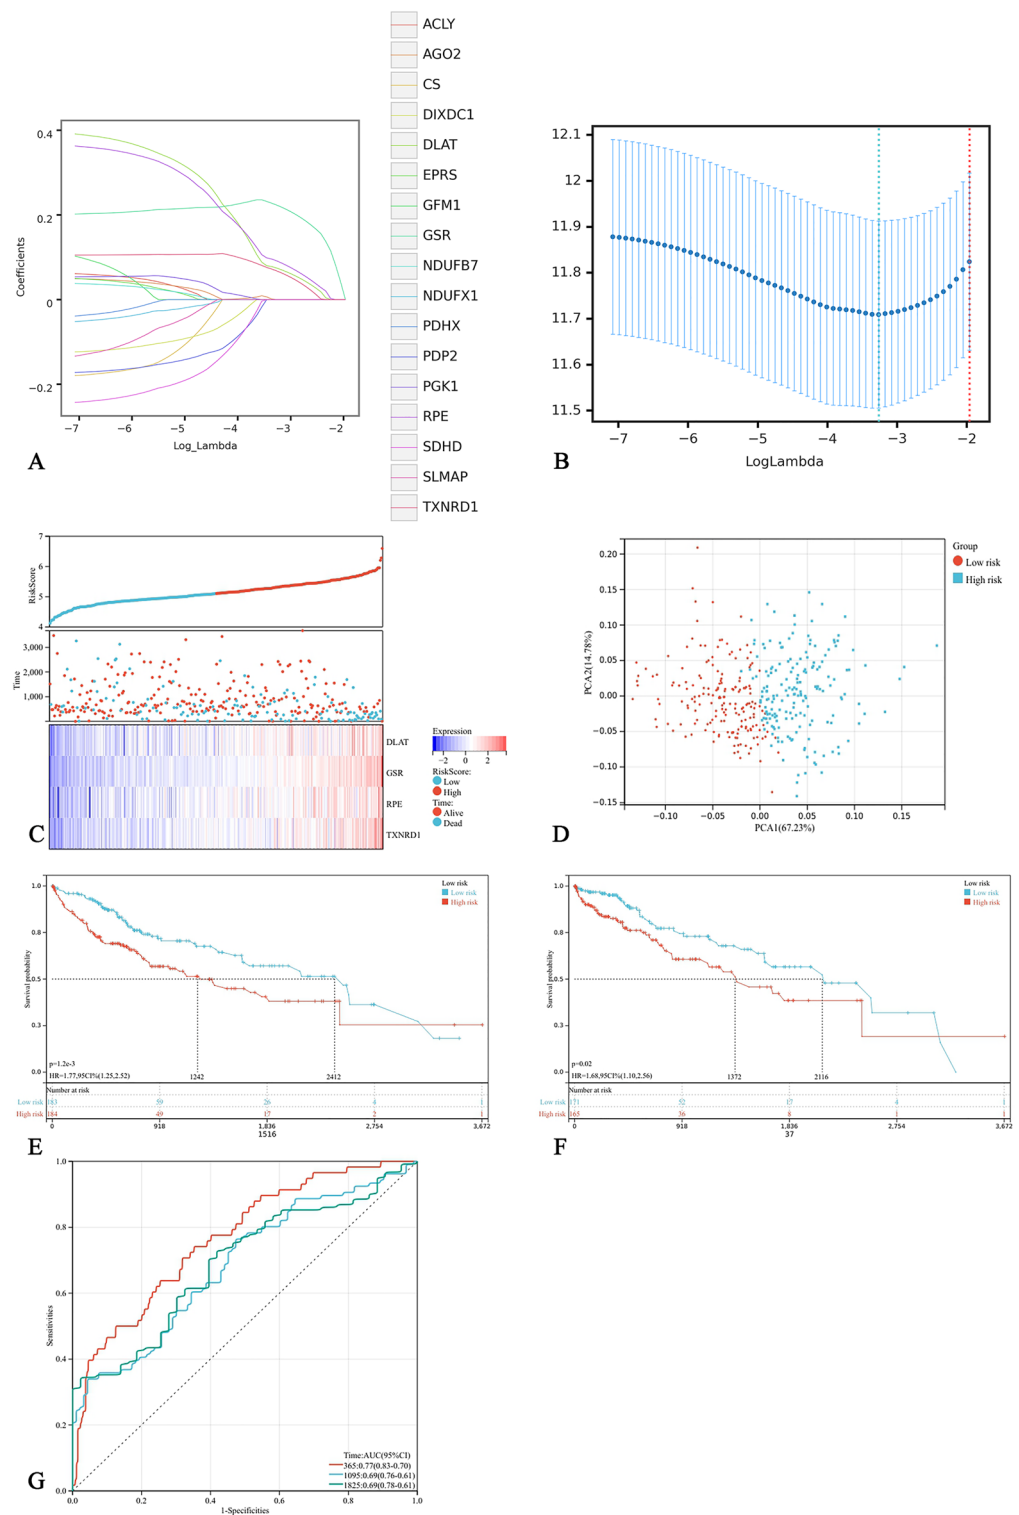 ACLY
AGO2
CS
DIXDC1
DLAT
EPRS
GFM1
GSR
NDUFB7
NDUFX1
PDHX
PDP2
PGK1
RPE
SDHD
SLMAP
TXNRD1
Coefficients
0.4
0.2
0
−0.2
−7 −6 −5 −4 −3 −2
Log_Lambda
A
12.1
12
11.9
11.8
11.7
11.6
11.5
−7 −6 −5 −4 −3 −2
LogLambda
B
RiskScore
7
6
5
4
Time
3,000
2,000
1,000
DLAT
GSR
RPE
TXNRD1
Expression
−2 0 2
RiskScore:
Low
High
Time:
Alive
Dead
C
PCA2(14.78%)
0.20
0.15
0.10
0.05
0.00
−0.05
−0.10
−0.15
−0.10 −0.05 0.00 0.05 0.10 0.15
PCA1(67.23%)
Group
Low risk
High risk
D
Survival probability
1.0
0.8
0.5
0.3
0.0
Low risk
Low risk
High risk
p=1.2e-3
HR=1.77,95CI%(1.25,2.52)
1242 2412
Number at risk
Low risk 183 59 26 4 1
High risk 184 49 17 2 1
0 918 1,836 2,754 3,672
1516
E
Survival probability
1.0
0.8
0.5
0.3
0.0
Low risk
Low risk
High risk
p=0.02
HR=1.68,95CI%(1.10,2.56)
1372 2116
Number at risk
Low risk 171 52 17 4 1
High risk 165 36 8 1 1
0 918 1,836 2,754 3,672
37
F
Sensitivities
1.0
0.8
0.6
0.4
0.2
0.0
0.0 0.2 0.4 0.6 0.8 1.0
1-Specificities
Time:AUC(95%CI)
365:0.77(0.83-0.70)
1095:0.69(0.76-0.61)
1825:0.69(0.78-0.61)
G